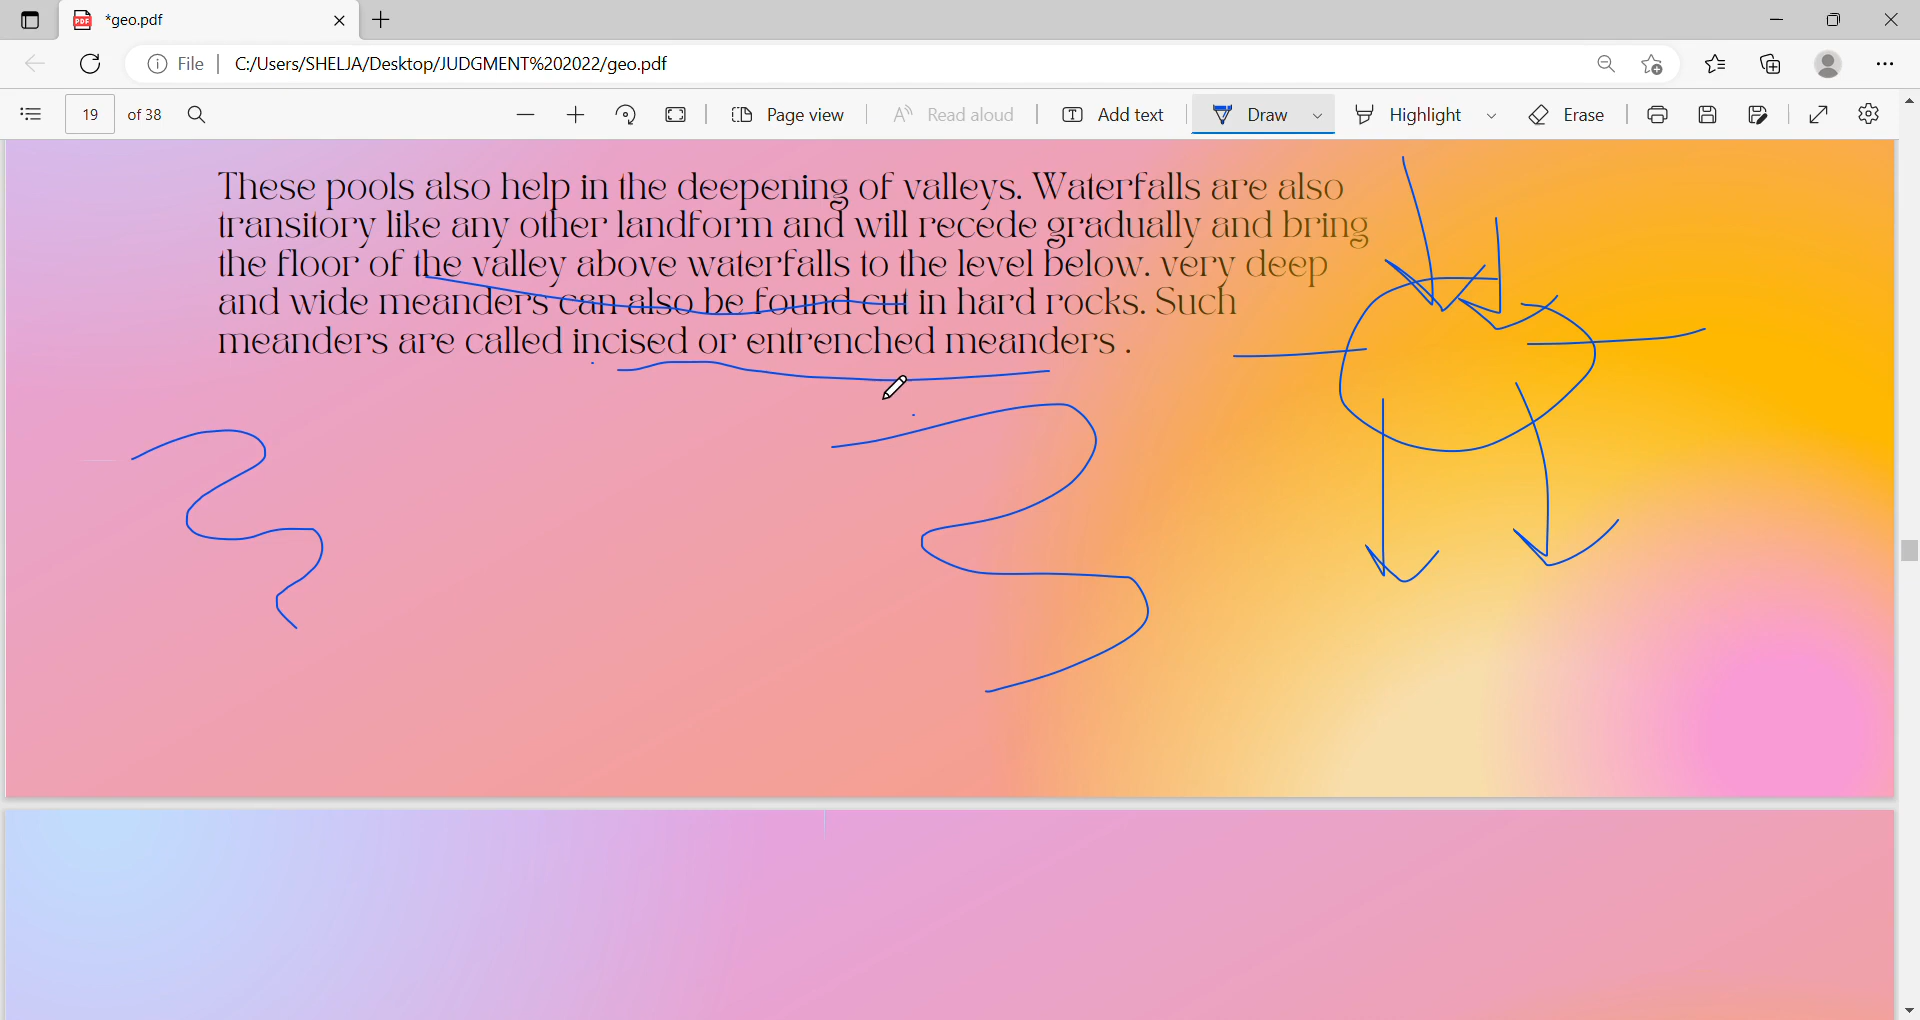 *geo.pdf
File C:/Users/SHELJA/Desktop/JUDGMENT%202022/geo.pdf
19 of 38 Page view Read aloud Add text Draw Highlight Erase
These pools also help in the deepening of valleys. Waterfalls are also
transitory like any other landform and will recede gradually and bring
the floor of the valley above waterfalls to the level below. very deep
and wide meanders can also be found cut in hard rocks. Such
meanders are called incised or entrenched meanders .